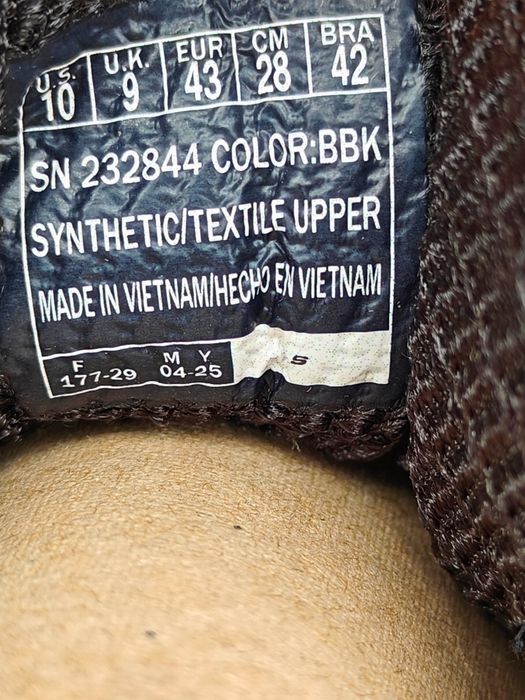 U.S. U.K. EUR CM BRA
10 9 43 28 42
SN 232844 COLOR:BBK
SYNTHETIC/TEXTILE UPPER
MADE IN VIETNAM/HECHO EN VIETNAM
F M Y
177-29 04-25 S